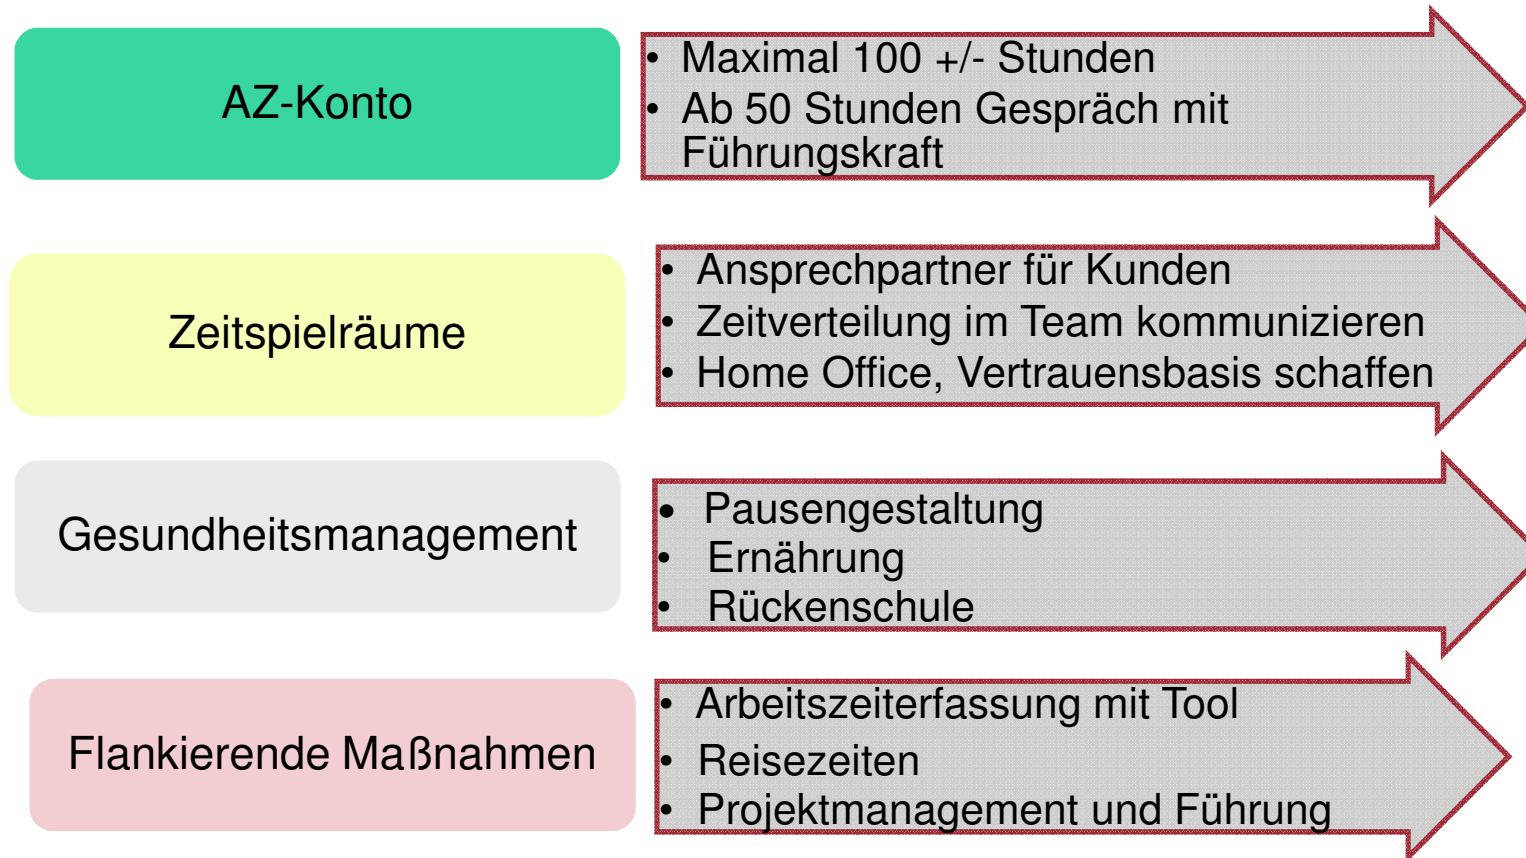 AZ-Konto
• Maximal 100 +/- Stunden
• Ab 50 Stunden Gespräch mit
Führungskraft
Zeitspielräume
• Ansprechpartner für Kunden
• Zeitverteilung im Team kommunizieren
• Home Office, Vertrauensbasis schaffen
Gesundheitsmanagement
• Pausengestaltung
• Ernährung
• Rückenschule
Flankierende Maßnahmen
• Arbeitszeiterfassung mit Tool
• Reisezeiten
• Projektmanagement und Führung